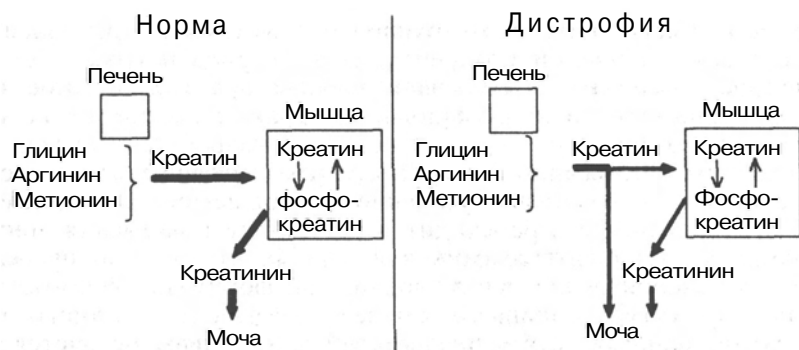 Норма
Печень
Мышца
Глицин
Аргинин
Метионин
Креатин
Креатин
фосфо-
креатин
Креатинин
Моча
Дистрофия
Печень
Мышца
Глицин
Аргинин
Метионин
Креатин
Креатин
Фосфо-
креатин
Креатинин
Моча